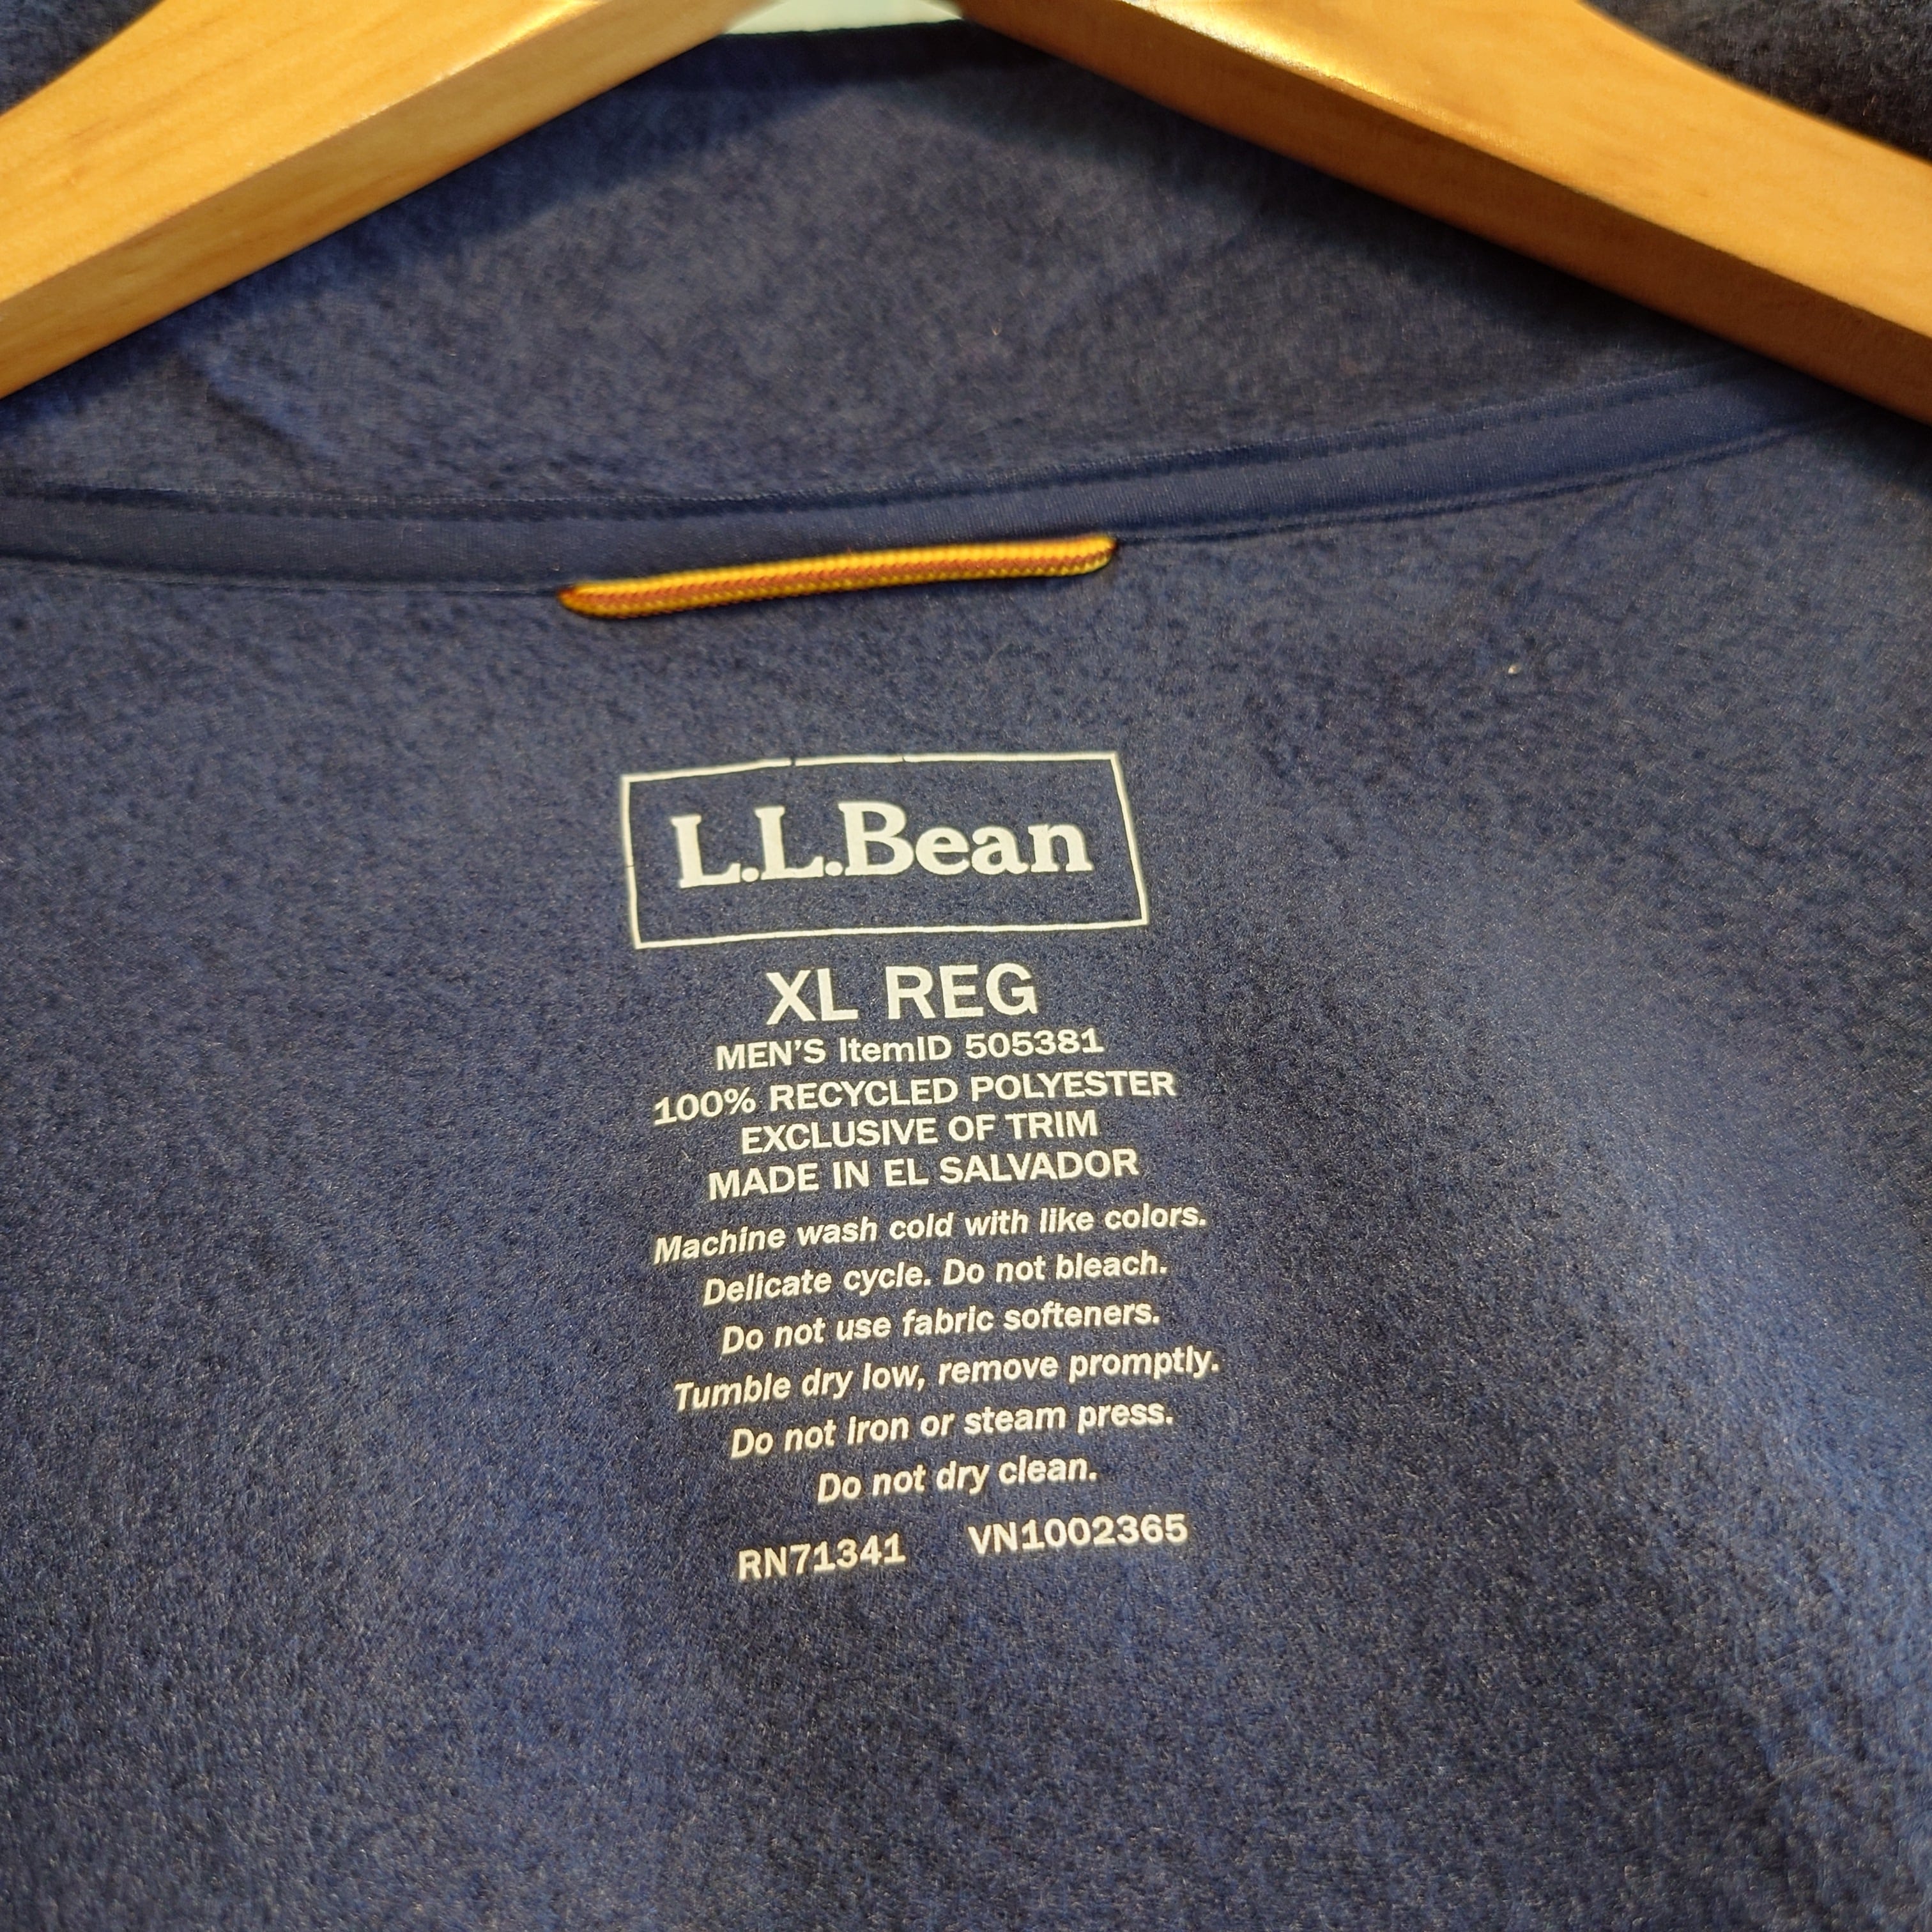 L.L.Bean
XL REG
MEN'S ItemID 505381
100% RECYCLED POLYESTER
EXCLUSIVE OF TRIM
MADE IN EL SALVADOR
Machine wash cold with like colors.
Delicate cycle. Do not bleach.
Do not use fabric softeners.
Tumble dry low, remove promptly.
Do not iron or steam press.
Do not dry clean.
RN71341 VN1002365